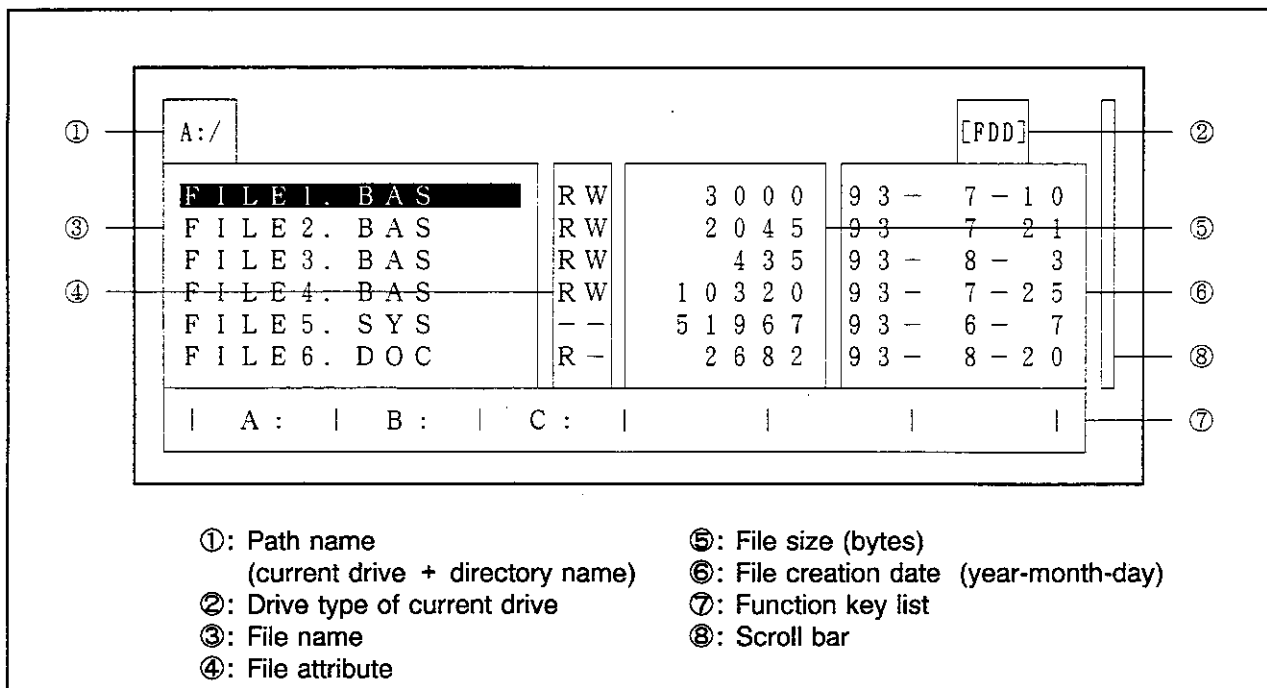 ① A:/ [FDD] ②
FILE1. BAS RW 3000 93- 7-10
③ FILE2. BAS RW 2045 93 7 21 ⑤
FILE3. BAS RW 435 93- 8- 3
④ FILE4. BAS RW 10320 93- 7-25 ⑥
FILE5. SYS -- 51967 93- 6- 7
FILE6. DOC R- 2682 93- 8-20 ⑧
| A: | B: | C: | | | | ⑦
①: Path name
(current drive + directory name)
②: Drive type of current drive
③: File name
④: File attribute
⑤: File size (bytes)
⑥: File creation date (year-month-day)
⑦: Function key list
⑧: Scroll bar